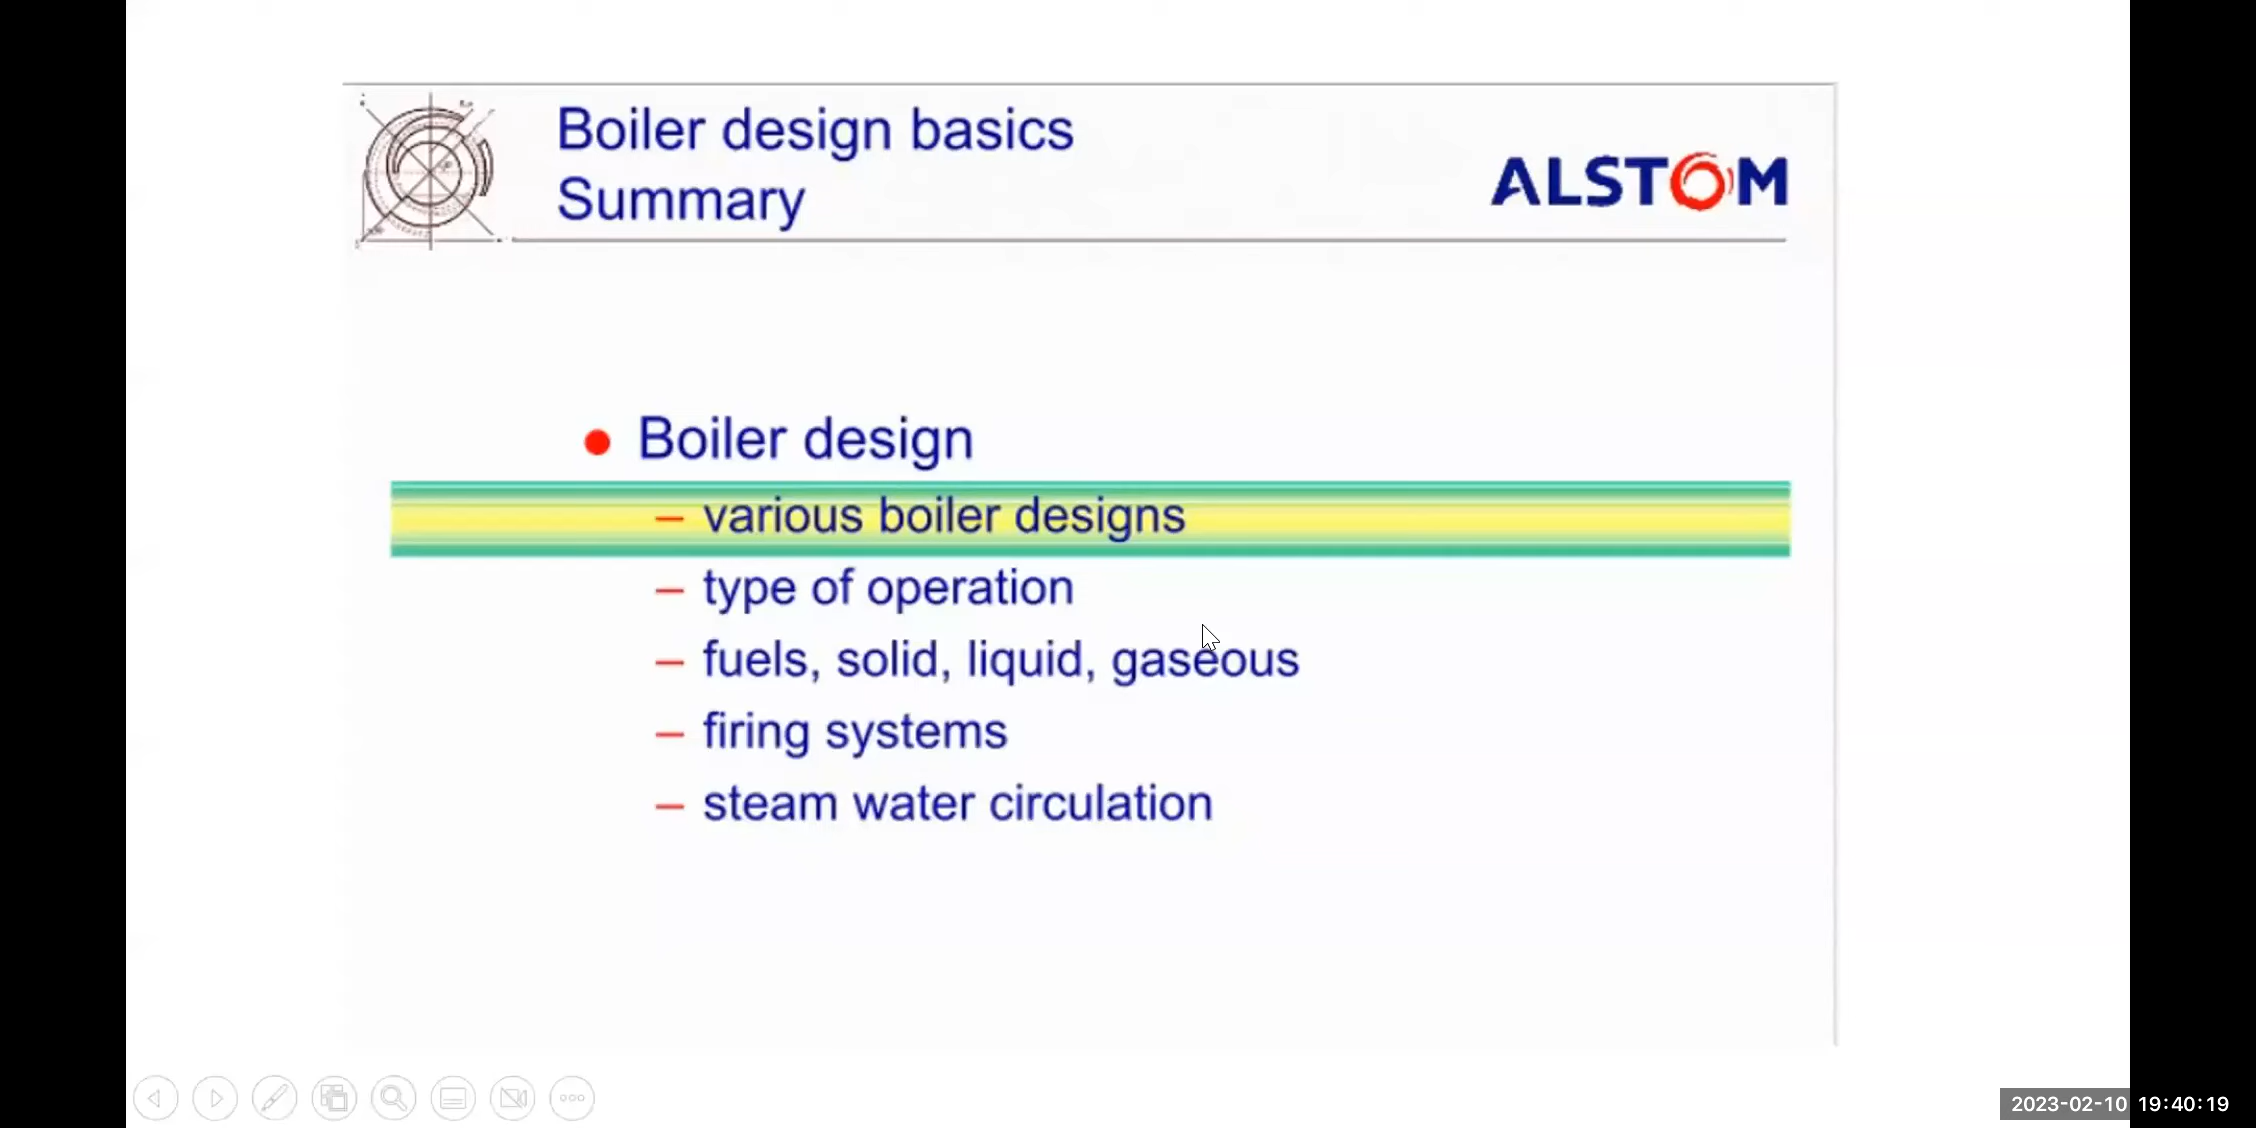 Boiler design basics
Summary
ALSTOM
Boiler design
– various boiler designs
– type of operation
– fuels, solid, liquid, gaseous
– firing systems
– steam water circulation
2023-02-10 19:40:19